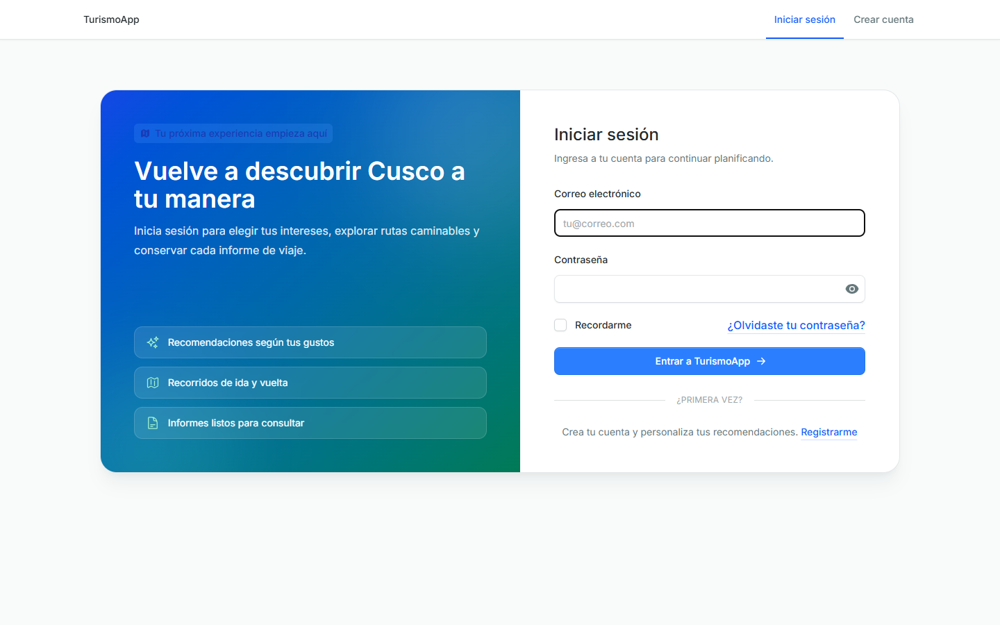 TurismoApp
Iniciar sesión
Crear cuenta
Tu próxima experiencia empieza aquí
Vuelve a descubrir Cusco a
tu manera
Inicia sesión para elegir tus intereses, explorar rutas caminables y
conservar cada informe de viaje.
Recomendaciones según tus gustos
Recorridos de ida y vuelta
Informes listos para consultar
Iniciar sesión
Ingresa a tu cuenta para continuar planificando.
Correo electrónico
tu@correo.com
Contraseña
Recordarme
¿Olvidaste tu contraseña?
Entrar a TurismoApp
¿PRIMERA VEZ?
Crea tu cuenta y personaliza tus recomendaciones. Registrarme